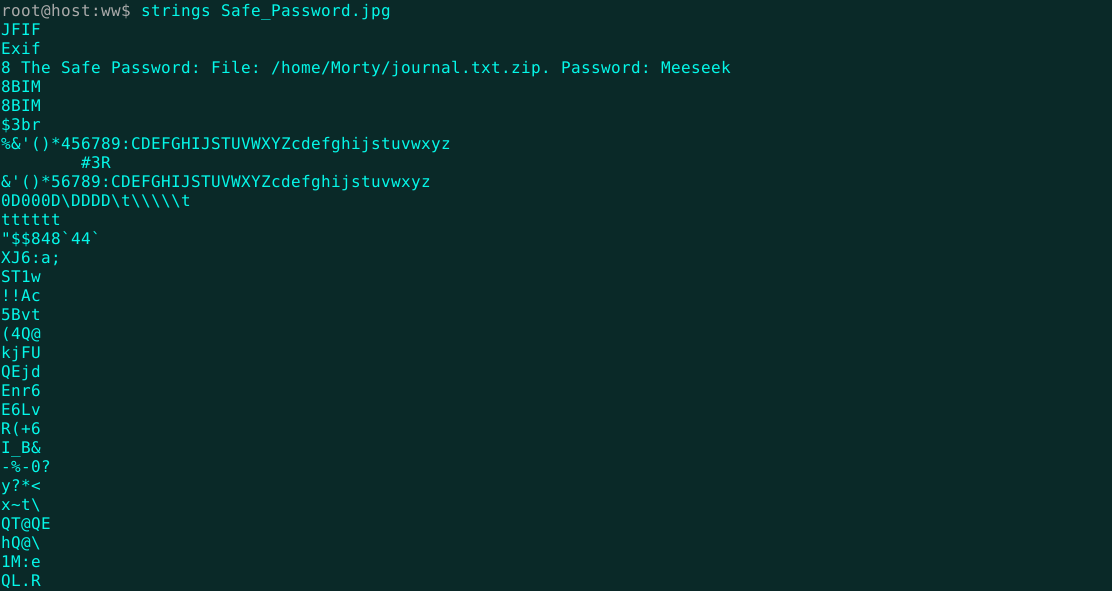 root@host:ww$ strings Safe_Password.jpg
JFIF
Exif
8 The Safe Password: File: /home/Morty/journal.txt.zip. Password: Meeseek
8BIM
8BIM
$3br
%&'()*456789:CDEFGHIJSTUVWXYZcdefghijstuvwxyz
        #3R
&'()*56789:CDEFGHIJSTUVWXYZcdefghijstuvwxyz
0D000D\DDDD\t\\\\\t
tttttt
"$$848`44`
XJ6:a;
ST1w
!!Ac
5Bvt
(4Q@
kjFU
QEjd
Enr6
E6Lv
R(+6
I_B&
-%-0?
y?*<
x~t\
QT@QE
hQ@\
1M:e
QL.R